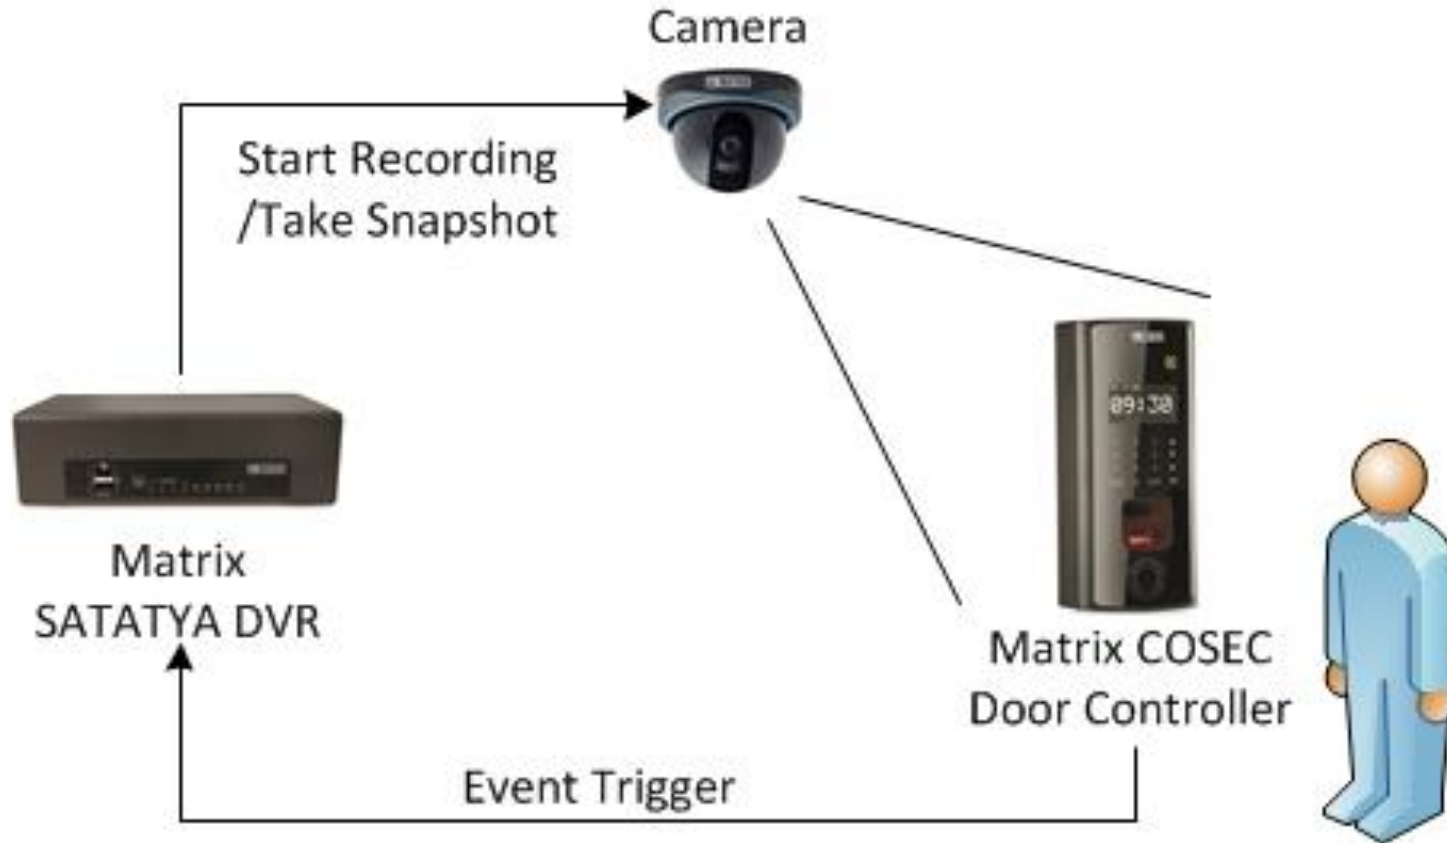 Camera
Start Recording
/Take Snapshot
09:30
Matrix
SATATYA DVR
Matrix COSEC
Door Controller
Event Trigger